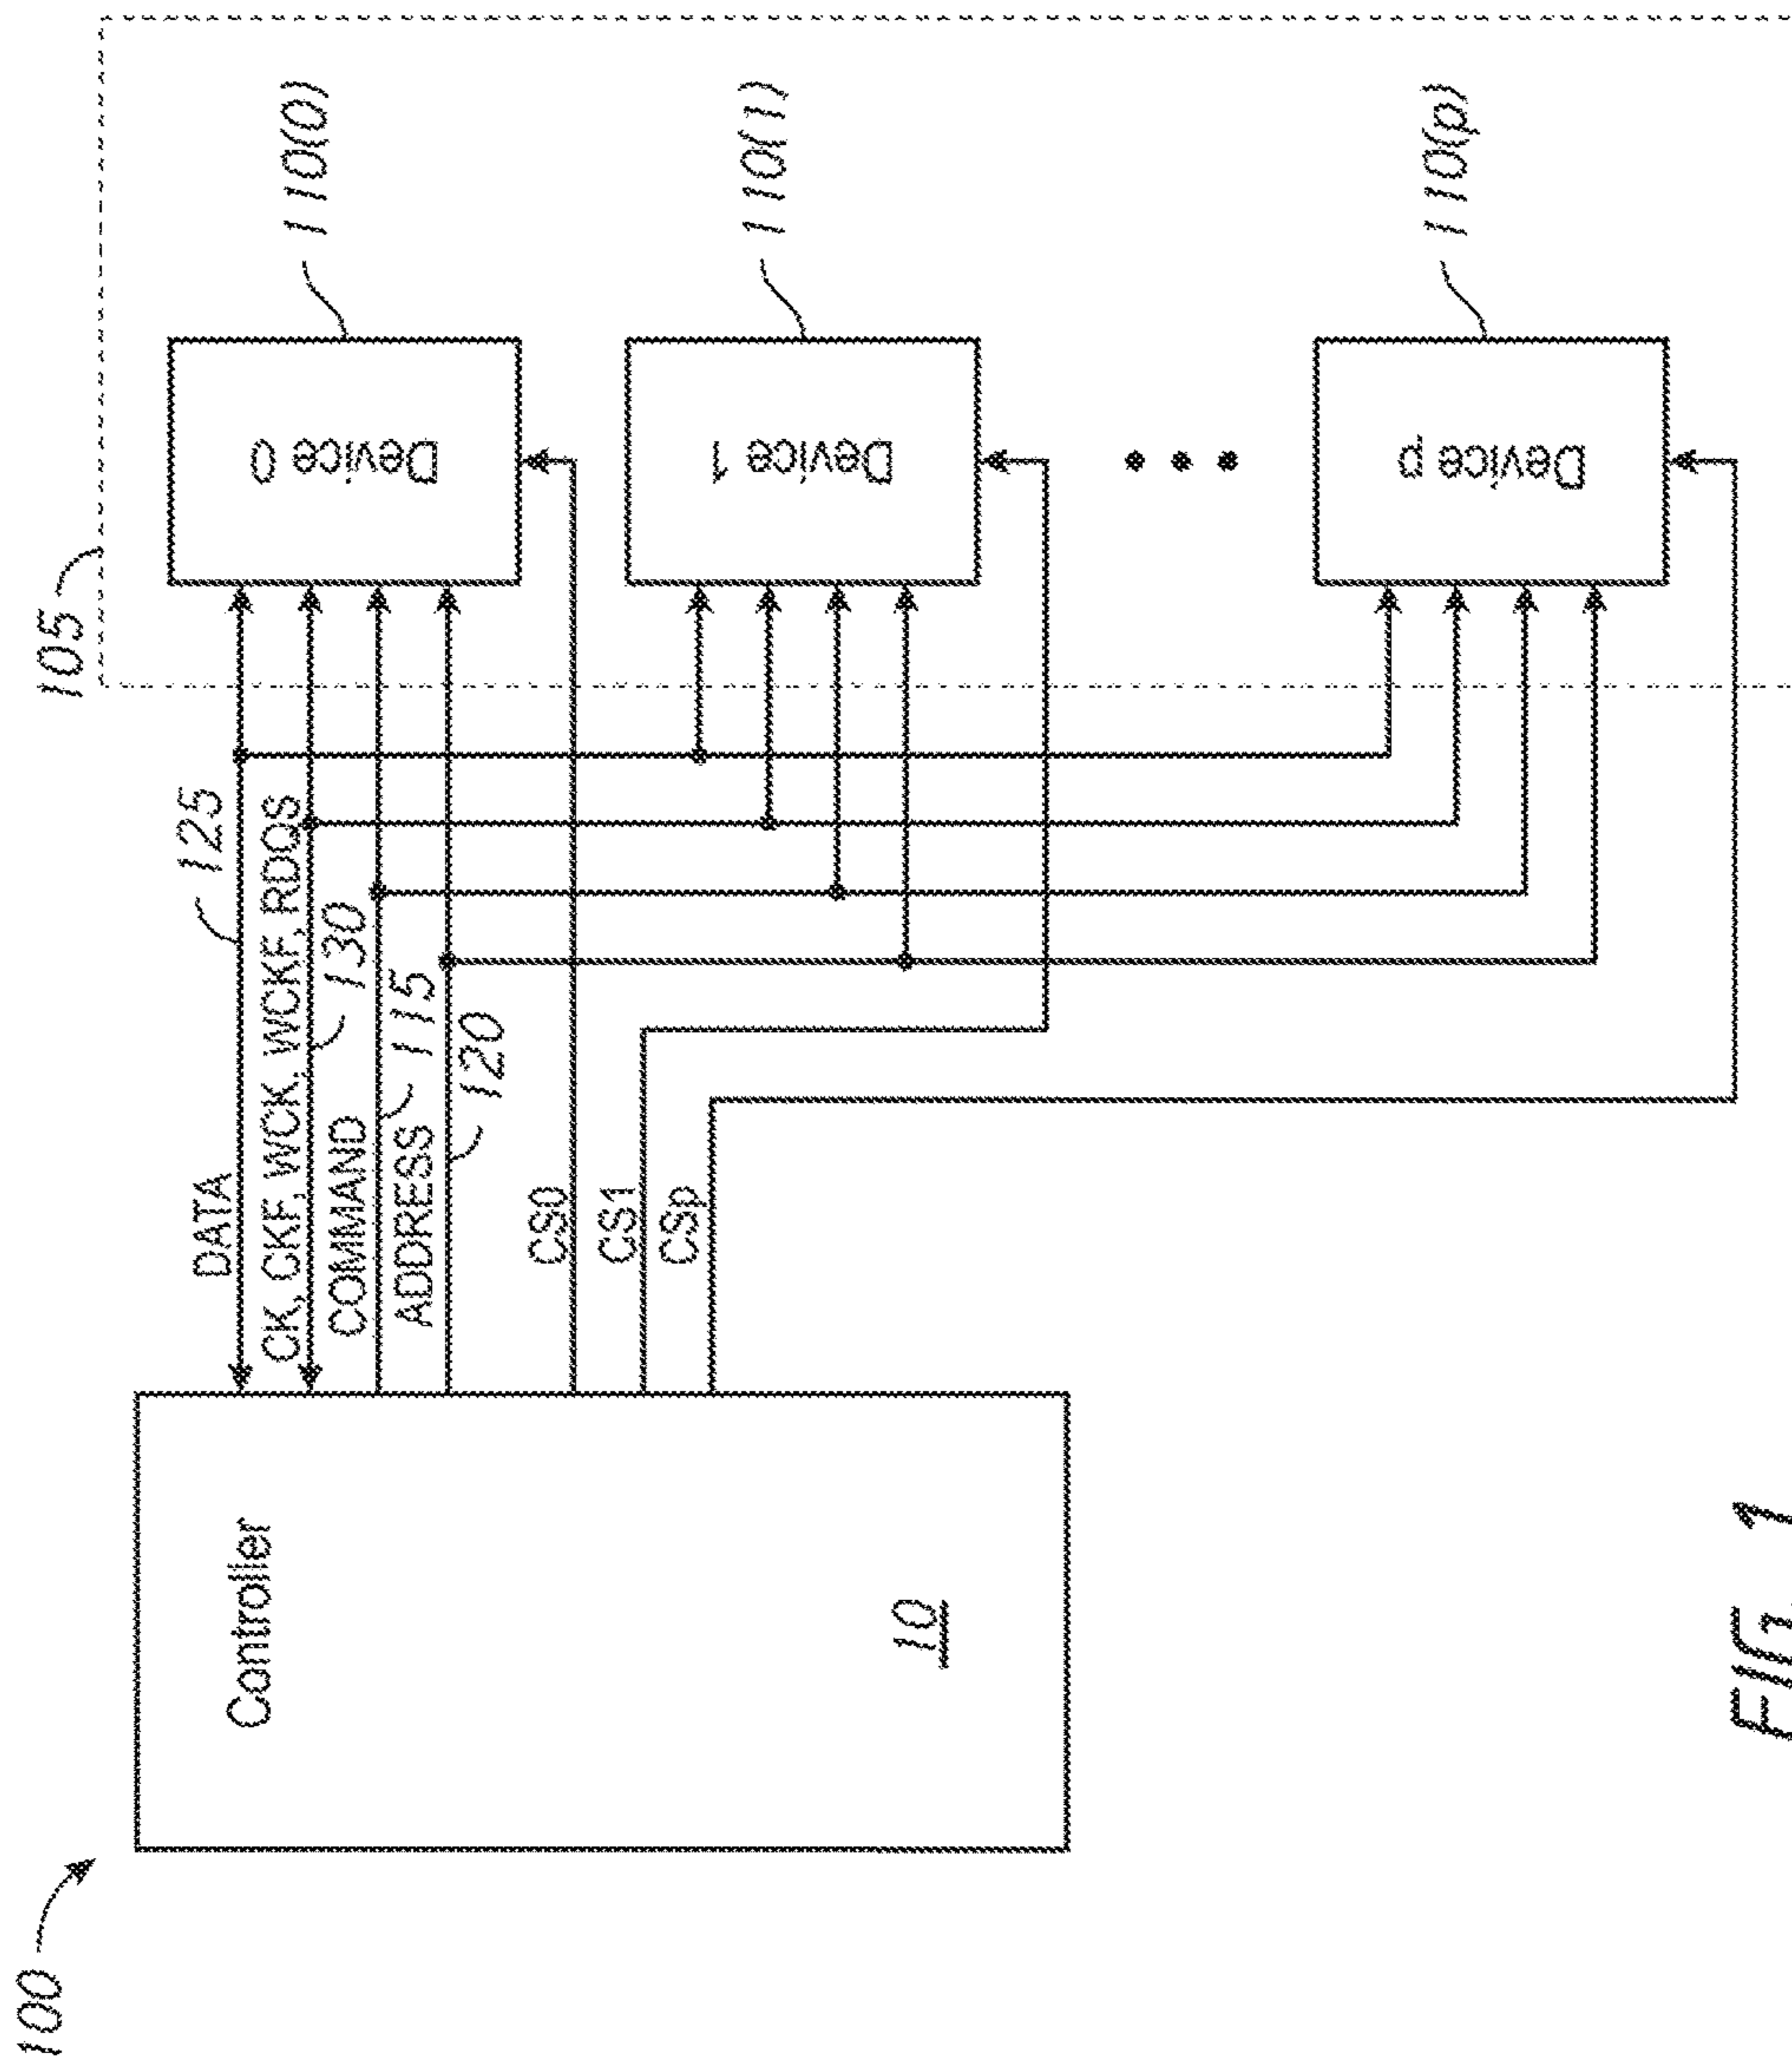 100
105
Controller
10
DATA
125
CK, CKF, WCK, WCKF, RDQS
130
COMMAND
115
ADDRESS
120
CS0
CS1
CSp
Device 0
110(0)
Device 1
110(1)
Device p
110(p)
FIG. 1